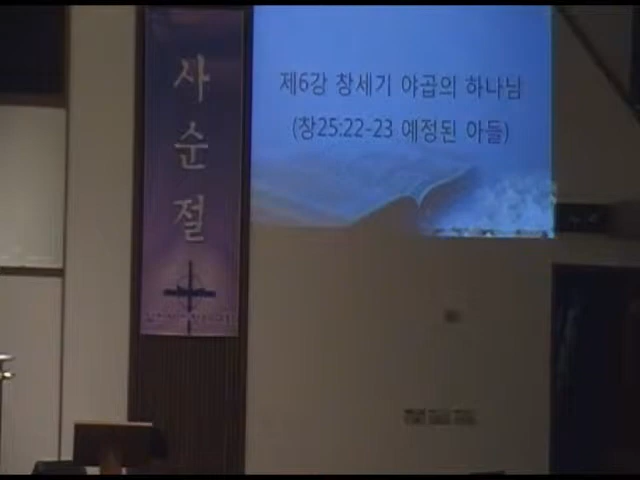 사순절
제6강 창세기 야곱의 하나님
(창25:22-23 예정된 아들)